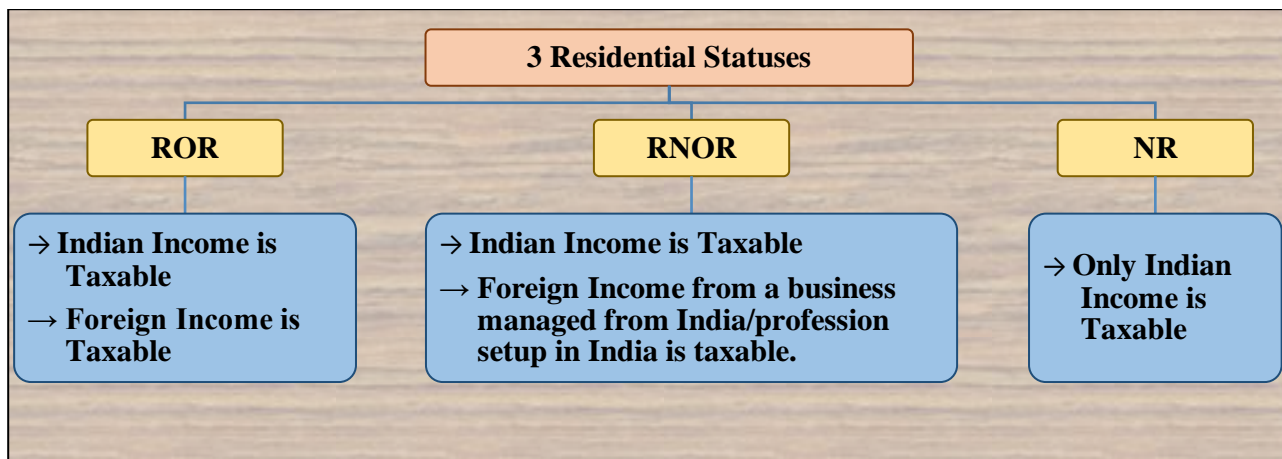 3 Residential Statuses
ROR
RNOR
NR
→ Indian Income is
Taxable
→ Foreign Income is
Taxable
→ Indian Income is Taxable
→ Foreign Income from a business
managed from India/profession
setup in India is taxable.
→ Only Indian
Income is
Taxable